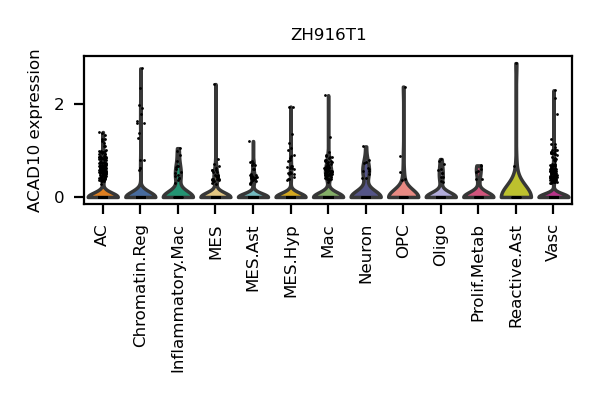 ZH916T1
ACAD10 expression
2
0
AC
Chromatin.Reg
Inflammatory.Mac
MES
MES.Ast
MES.Hyp
Mac
Neuron
OPC
Oligo
Prolif.Metab
Reactive.Ast
Vasc